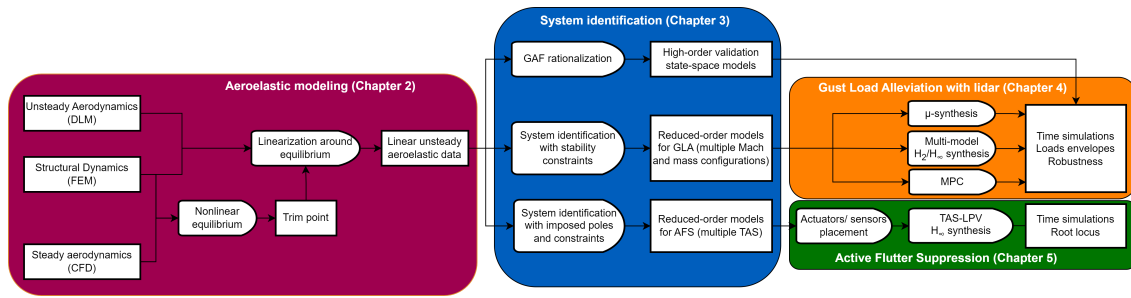 Aeroelastic modeling (Chapter 2)
Unsteady Aerodynamics
(DLM)
Structural Dynamics
(FEM)
Steady aerodynamics
(CFD)
Nonlinear
equilibrium
Trim point
Linearization around
equilibrium
Linear unsteady
aeroelastic data
System identification (Chapter 3)
GAF rationalization
High-order validation
state-space models
System identification
with stability
constraints
Reduced-order models
for GLA (multiple Mach
and mass configurations)
System identification
with imposed poles
and constraints
Reduced-order models
for AFS (multiple TAS)
Gust Load Alleviation with lidar (Chapter 4)
μ-synthesis
Multi-model
H₂/H∞ synthesis
MPC
Time simulations
Loads envelopes
Robustness
Actuators/ sensors
placement
TAS-LPV
H∞ synthesis
Time simulations
Root locus
Active Flutter Suppression (Chapter 5)